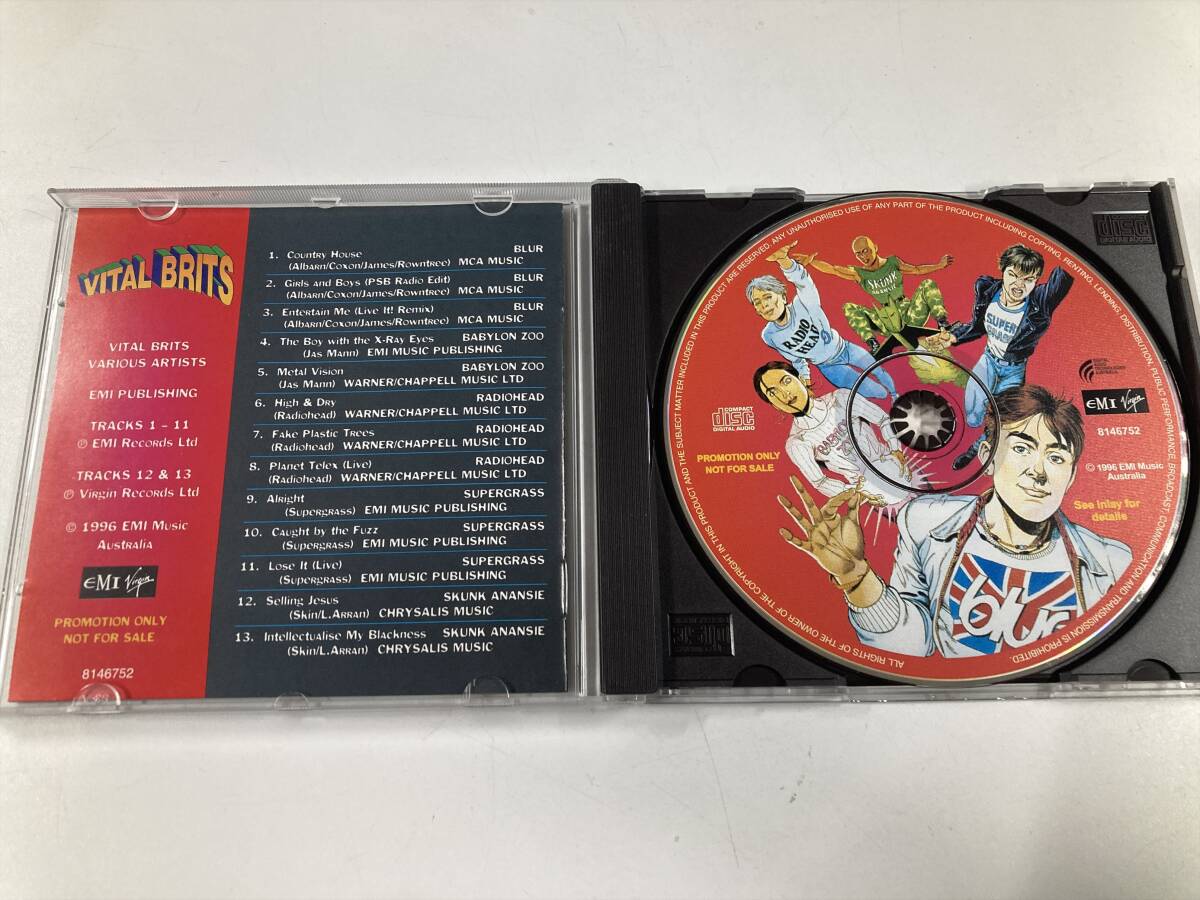 VITAL BRITS
VITAL BRITS
VARIOUS ARTISTS
EMI PUBLISHING
TRACKS 1 - 11
℗ EMI Records Ltd
TRACKS 12 & 13
℗ Virgin Records Ltd
© 1996 EMI Music
Australia
EMI Virgin
PROMOTION ONLY
NOT FOR SALE
8146752
1. Country House BLUR
(Albarn/Coxon/James/Rowntree) MCA MUSIC
2. Girls and Boys (PSB Radio Edit) BLUR
(Albarn/Coxon/James/Rowntree) MCA MUSIC
3. Entertain Me (Live It! Remix) BLUR
(Albarn/Coxon/James/Rowntree) MCA MUSIC
4. The Boy with the X-Ray Eyes BABYLON ZOO
(Jas Mann) EMI MUSIC PUBLISHING
5. Metal Vision BABYLON ZOO
(Jas Mann) WARNER/CHAPPELL MUSIC LTD
6. High & Dry RADIOHEAD
(Radiohead) WARNER/CHAPPELL MUSIC LTD
7. Fake Plastic Trees RADIOHEAD
(Radiohead) WARNER/CHAPPELL MUSIC LTD
8. Planet Telex (Live) RADIOHEAD
(Radiohead) WARNER/CHAPPELL MUSIC LTD
9. Alright SUPERGRASS
(Supergrass) EMI MUSIC PUBLISHING
10. Caught by the Fuzz SUPERGRASS
(Supergrass) EMI MUSIC PUBLISHING
11. Lose It (Live) SUPERGRASS
(Supergrass) EMI MUSIC PUBLISHING
12. Selling Jesus SKUNK ANANSIE
(Skin/L.Arran) CHRYSALIS MUSIC
13. Intellectualise My Blackness SKUNK ANANSIE
(Skin/L.Arran) CHRYSALIS MUSIC
ALL RIGHTS OF THE OWNER OF THE COPYRIGHT IN THIS PRODUCT AND THE SUBJECT MATTER INCLUDED IN THIS PRODUCT ARE RESERVED. ANY UNAUTHORISED USE OF ANY PART OF THE PRODUCT INCLUDING COPYING, RENTING, LENDING, DISTRIBUTION, PUBLIC PERFORMANCE, BROADCAST, COMMUNICATION AND TRANSMISSION IS PROHIBITED.
RADIO
HEAD
SKUNK
SUPER
GRASS
COMPACT
disc
DIGITAL AUDIO
PROMOTION ONLY
NOT FOR SALE
EMI Virgin
8146752
© 1996 EMI Music
Australia
See inlay for
details
blur
disc
DIGITAL AUDIO